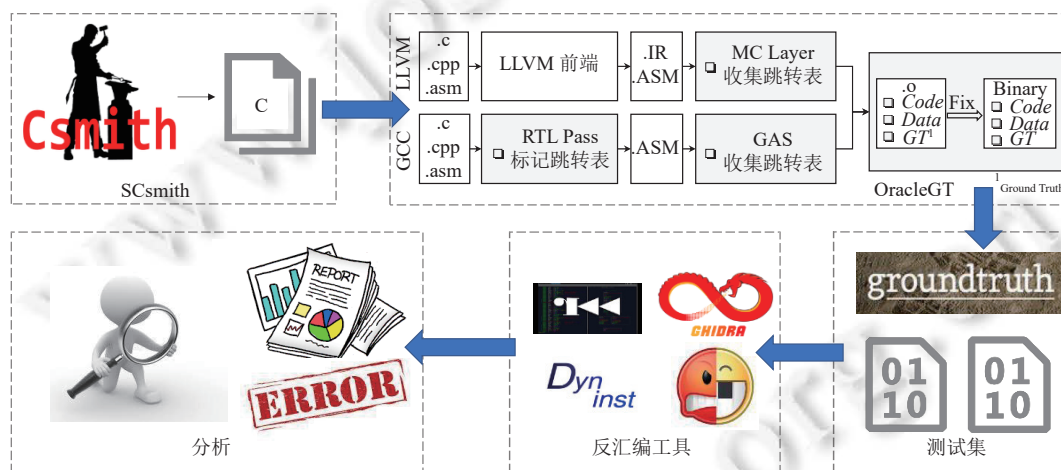 Csmith
C
SCsmith
LLVM
.c
.cpp
.asm
LLVM 前端
.IR
.ASM
MC Layer
收集跳转表
GCC
.c
.cpp
.asm
RTL Pass
标记跳转表
.ASM
GAS
收集跳转表
.o
Code
Data
GT1
Fix
Binary
Code
Data
GT
OracleGT
1 Ground Truth
REPORT
ERROR
分析
GHIDRA
Dyn
inst
反汇编工具
groundtruth
01
10
01
10
测试集